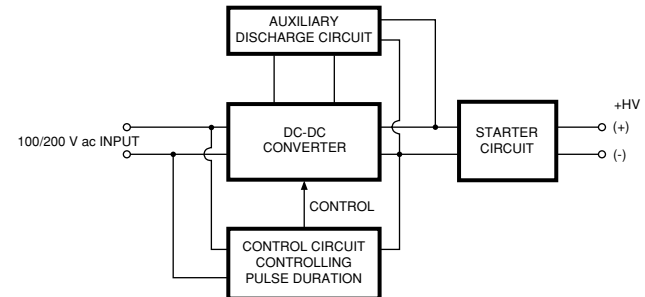 AUXILIARY
DISCHARGE CIRCUIT
+HV
100/200 V ac INPUT
DC-DC
CONVERTER
STARTER
CIRCUIT
(+)
(-)
CONTROL
CONTROL CIRCUIT
CONTROLLING
PULSE DURATION